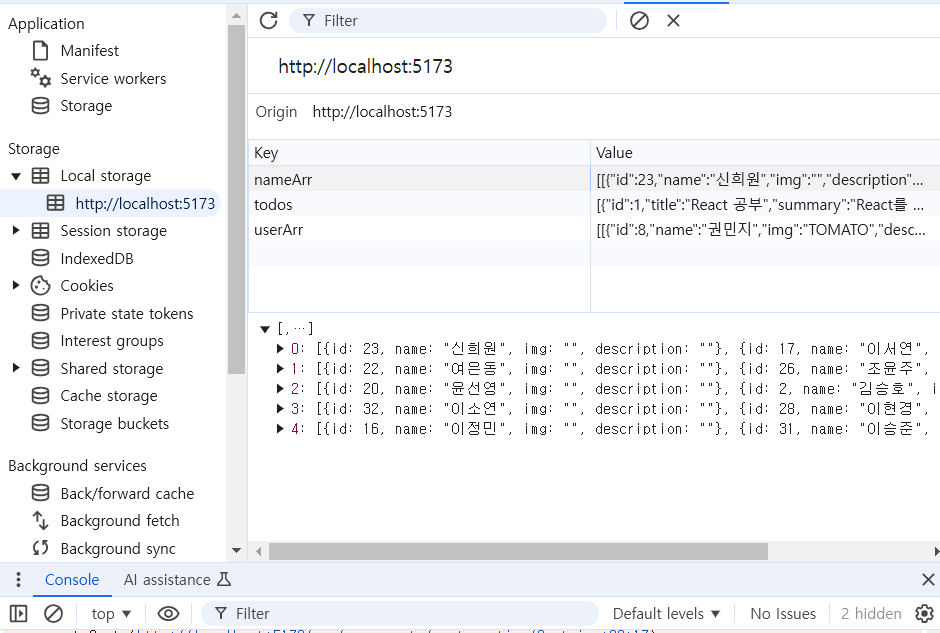 Application
Manifest
Service workers
Storage
Storage
Local storage
http://localhost:5173
Session storage
IndexedDB
Cookies
Private state tokens
Interest groups
Shared storage
Cache storage
Storage buckets
Background services
Back/forward cache
Background fetch
Background sync
Filter
http://localhost:5173
Origin http://localhost:5173
Key Value
nameArr [[{"id":23,"name":"신희원","img":"","description"...
todos [{"id":1,"title":"React 공부","summary":"React를 ...
userArr [[{"id":8,"name":"권민지","img":"TOMATO","desc...
[,…]
0: [{id: 23, name: "신희원", img: "", description: ""}, {id: 17, name: "이서연",
1: [{id: 22, name: "여은동", img: "", description: ""}, {id: 26, name: "조윤주",
2: [{id: 20, name: "윤선영", img: "", description: ""}, {id: 2, name: "김승호", i
3: [{id: 32, name: "이소연", img: "", description: ""}, {id: 28, name: "이현경",
4: [{id: 16, name: "이정민", img: "", description: ""}, {id: 31, name: "이승준",
Console AI assistance
top Filter Default levels No Issues 2 hidden